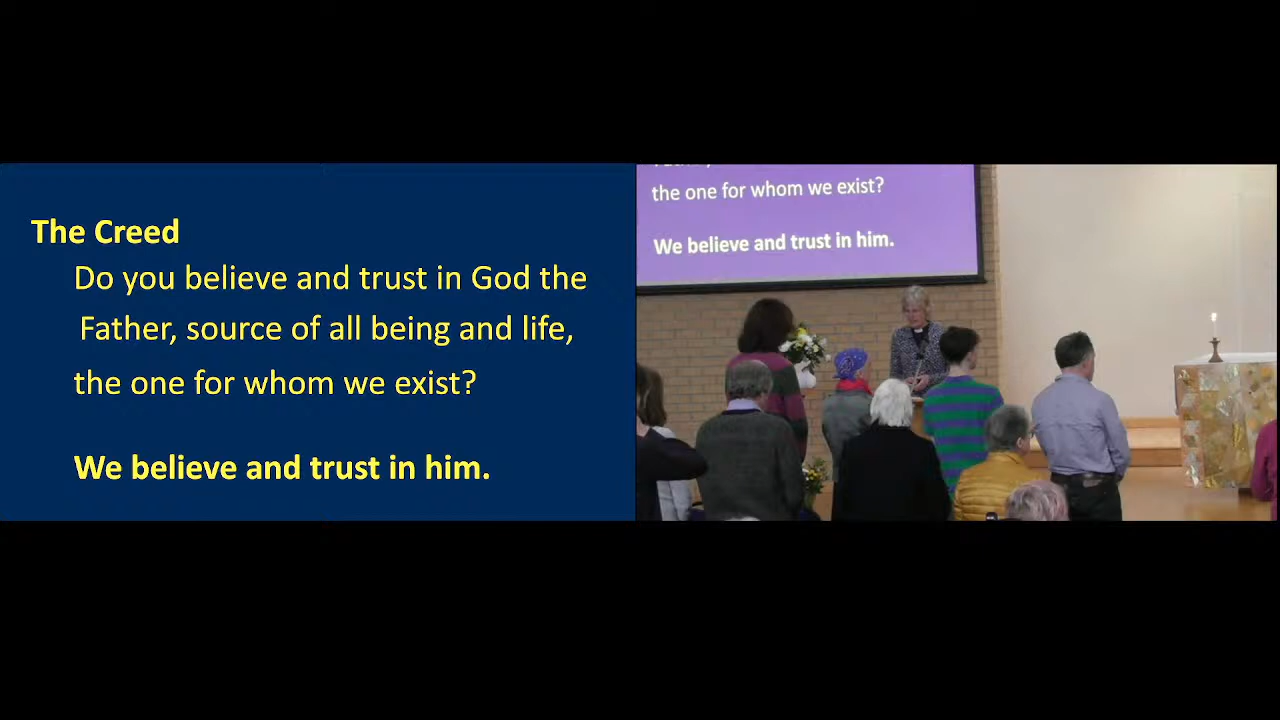 The Creed
Do you believe and trust in God the
Father, source of all being and life,
the one for whom we exist?
We believe and trust in him.
the one for whom we exist?
We believe and trust in him.